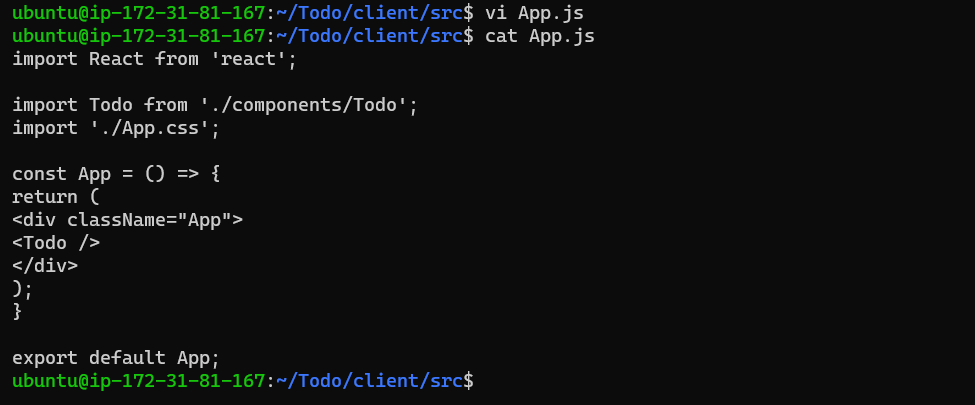 ubuntu@ip-172-31-81-167:~/Todo/client/src$ vi App.js
ubuntu@ip-172-31-81-167:~/Todo/client/src$ cat App.js
import React from 'react';
import Todo from './components/Todo';
import './App.css';
const App = () => {
return (
<div className="App">
<Todo />
</div>
);
}
export default App;
ubuntu@ip-172-31-81-167:~/Todo/client/src$